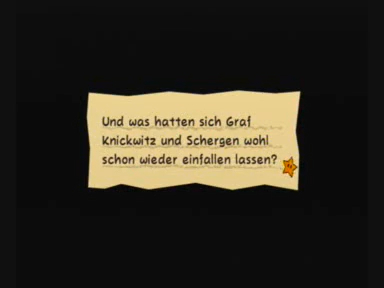 Und was hatten sich Graf
Knickwitz und Schergen wohl
schon wieder einfallen lassen?